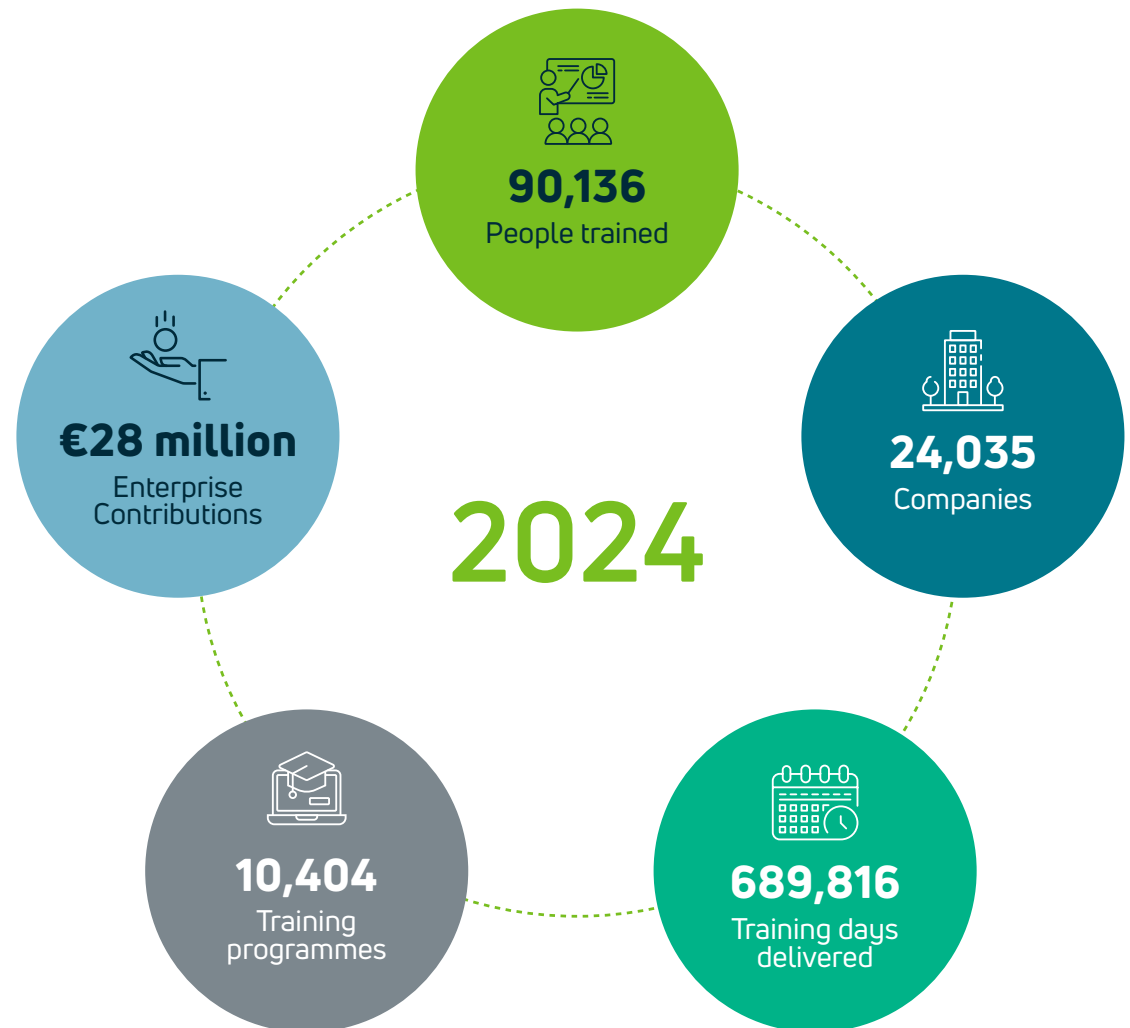 90,136
People trained
€28 million
Enterprise
Contributions
24,035
Companies
2024
10,404
Training
programmes
689,816
Training days
delivered